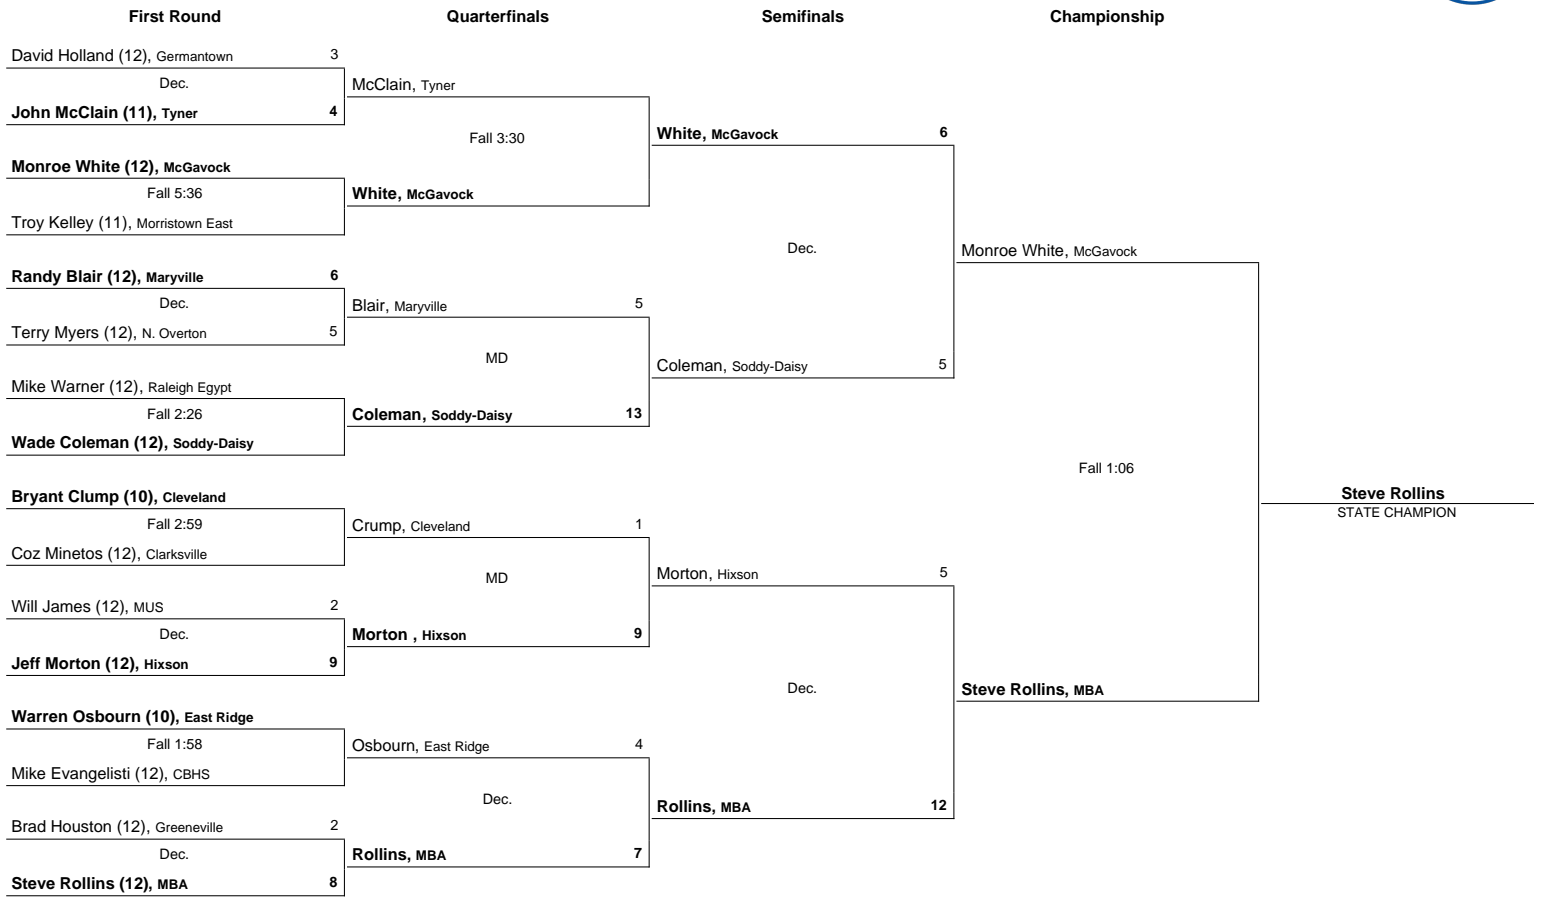 First Round
Quarterfinals
Semifinals
Championship
David Holland (12), Germantown 3
Dec.
John McClain (11), Tyner 4
Monroe White (12), McGavock
Fall 5:36
Troy Kelley (11), Morristown East
Randy Blair (12), Maryville 6
Dec.
Terry Myers (12), N. Overton 5
Mike Warner (12), Raleigh Egypt
Fall 2:26
Wade Coleman (12), Soddy-Daisy
Bryant Clump (10), Cleveland
Fall 2:59
Coz Minetos (12), Clarksville
Will James (12), MUS 2
Dec.
Jeff Morton (12), Hixson 9
Warren Osbourn (10), East Ridge
Fall 1:58
Mike Evangelisti (12), CBHS
Brad Houston (12), Greeneville 2
Dec.
Steve Rollins (12), MBA 8
McClain, Tyner
Fall 3:30
White, McGavock
Blair, Maryville 5
MD
Coleman, Soddy-Daisy 13
Crump, Cleveland 1
MD
Morton , Hixson 9
Osbourn, East Ridge 4
Dec.
Rollins, MBA 7
White, McGavock 6
Dec.
Coleman, Soddy-Daisy 5
Morton, Hixson 5
Dec.
Rollins, MBA 12
Monroe White, McGavock
Fall 1:06
Steve Rollins, MBA
Steve Rollins
STATE CHAMPION